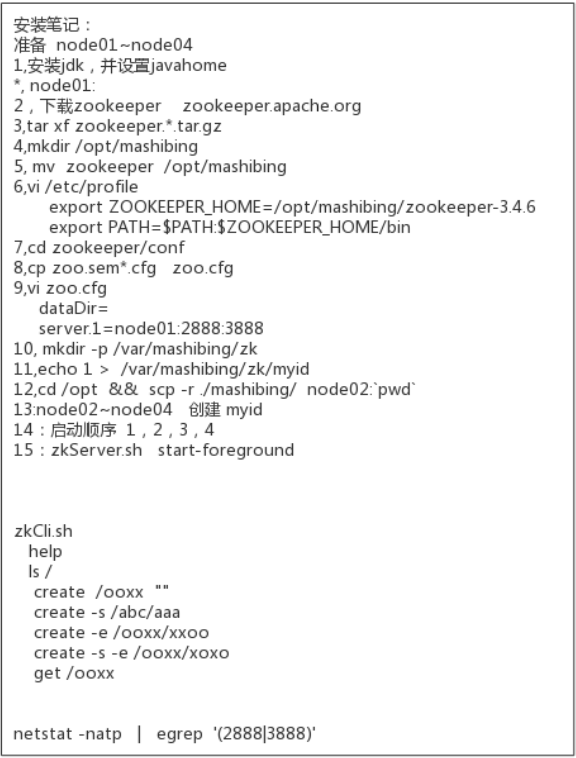 安装笔记：
准备  node01~node04
1,安装jdk，并设置javahome
*, node01:
2，下载zookeeper    zookeeper.apache.org
3,tar xf zookeeper.*.tar.gz
4,mkdir /opt/mashibing
5, mv  zookeeper  /opt/mashibing
6,vi /etc/profile
export ZOOKEEPER_HOME=/opt/mashibing/zookeeper-3.4.6
export PATH=$PATH:$ZOOKEEPER_HOME/bin
7,cd zookeeper/conf
8,cp zoo.sem*.cfg   zoo.cfg
9,vi zoo.cfg
dataDir=
server.1=node01:2888:3888
10, mkdir -p /var/mashibing/zk
11,echo 1 >  /var/mashibing/zk/myid
12,cd /opt  &&  scp -r ./mashibing/  node02:`pwd`
13:node02~node04   创建 myid
14：启动顺序  1，2，3，4
15：zkServer.sh   start-foreground
zkCli.sh
help
ls /
create  /ooxx  ""
create -s /abc/aaa
create -e /ooxx/xxoo
create -s -e /ooxx/xoxo
get /ooxx
netstat -natp   |   egrep  '(2888|3888)'